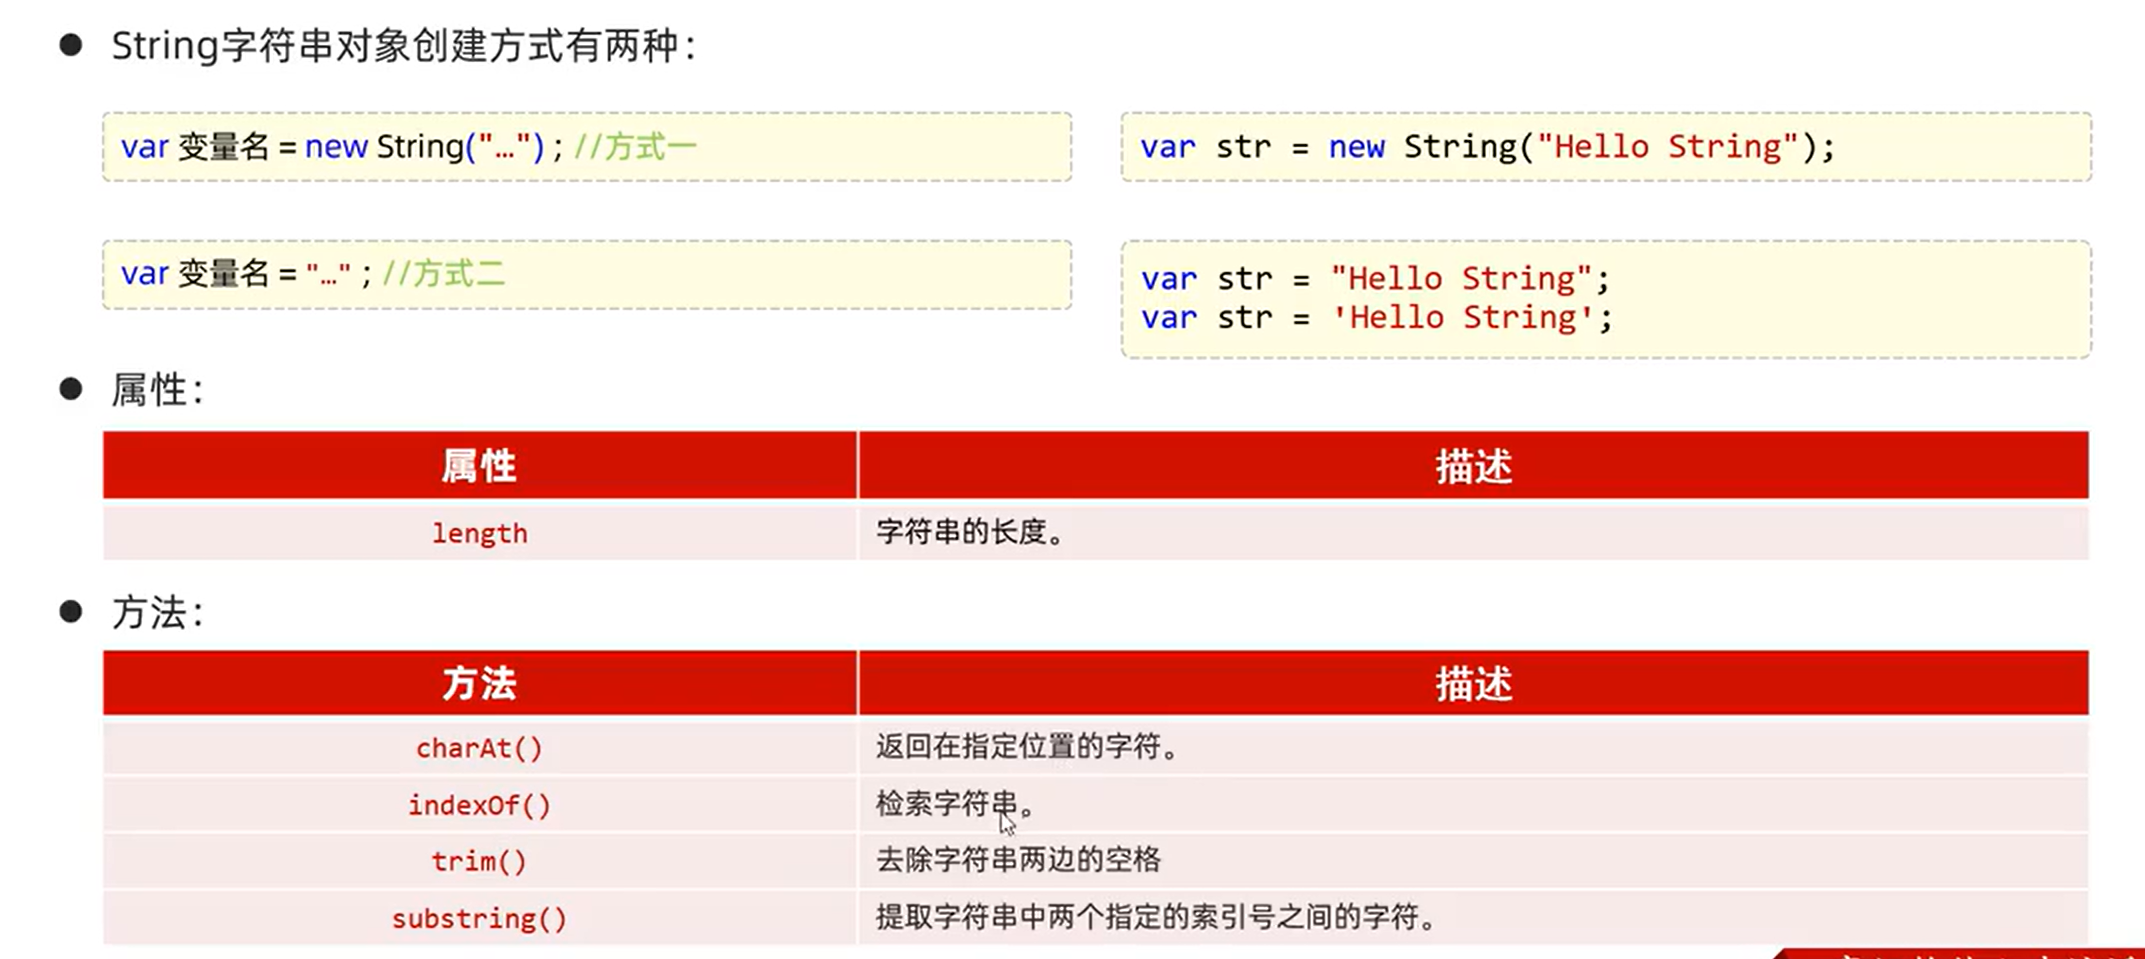 String字符串对象创建方式有两种：
var 变量名 = new String("…") ; //方式一
var str = new String("Hello String");
var 变量名 = "…" ; //方式二
var str = "Hello String";
var str = 'Hello String';
属性：
属性 描述
length 字符串的长度。
方法：
方法 描述
charAt() 返回在指定位置的字符。
indexOf() 检索字符串。
trim() 去除字符串两边的空格
substring() 提取字符串中两个指定的索引号之间的字符。